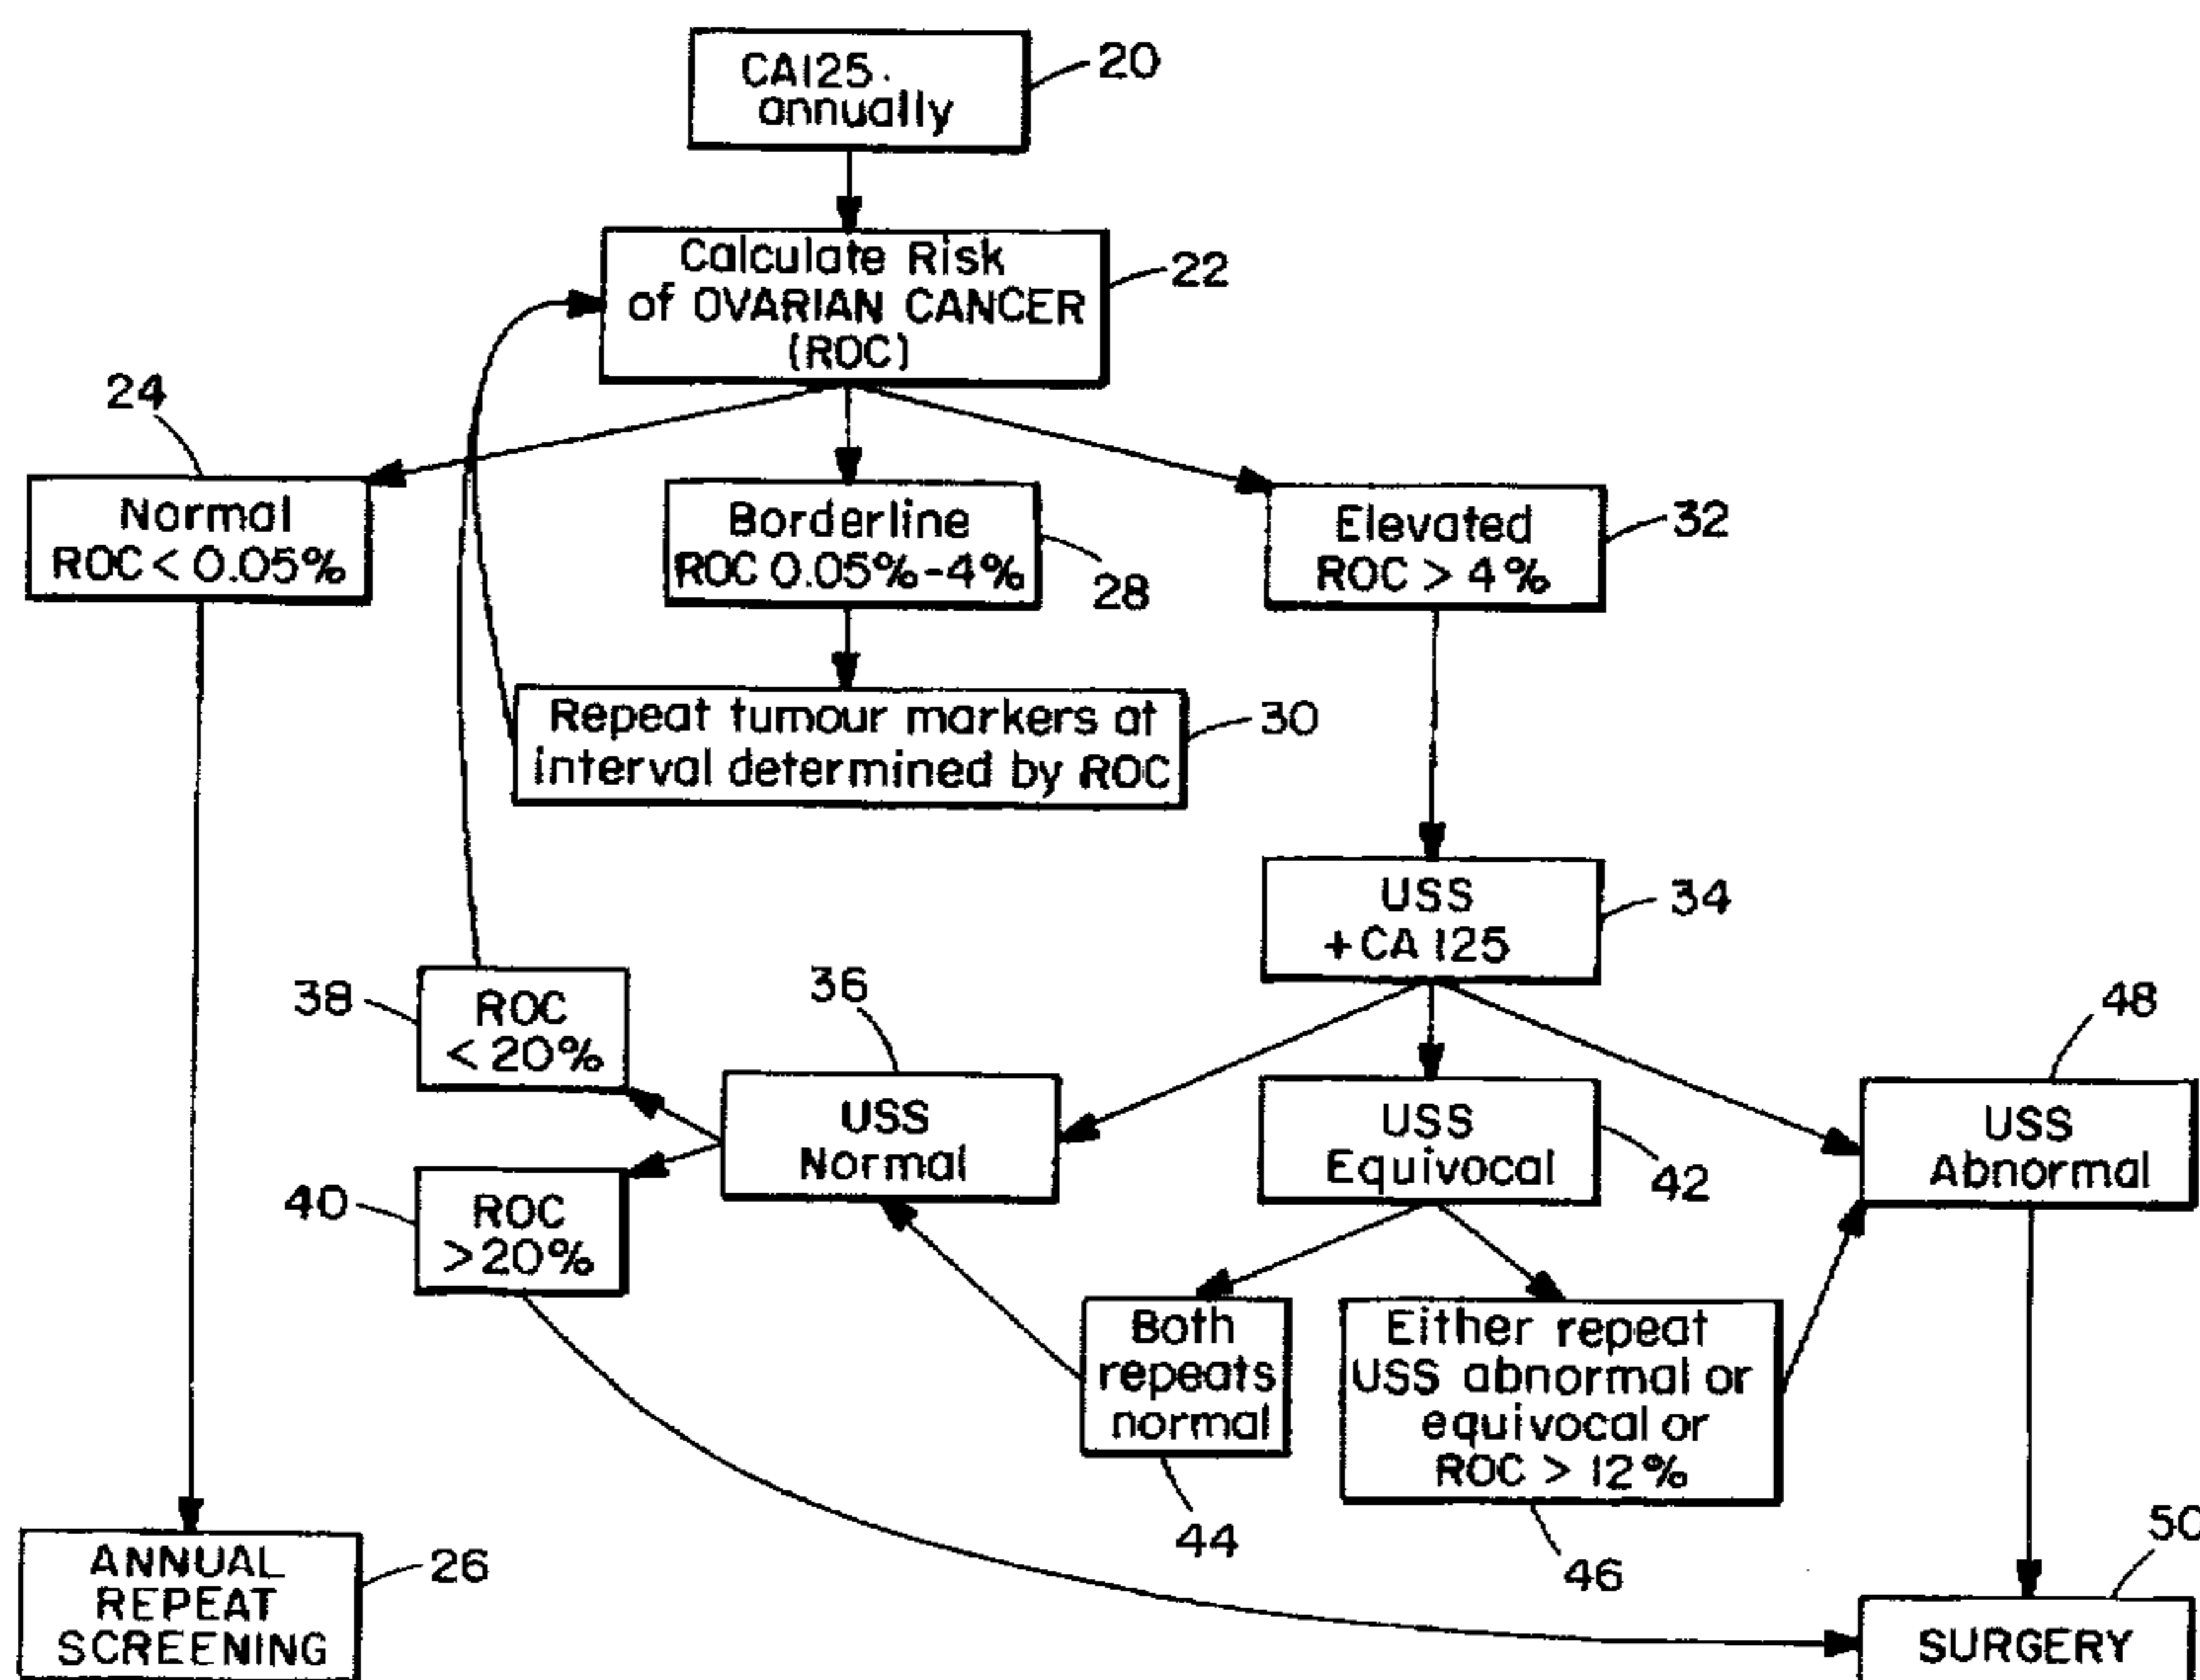 CA125.
annually
20
Calculate Risk
of OVARIAN CANCER
(ROC)
22
24
Normal
ROC < 0.05%
Borderline
ROC 0.05%-4%
28
Elevated
ROC > 4%
32
Repeat tumour markers at
interval determined by ROC
30
USS
+CA 125
34
38
ROC
< 20%
36
USS
Normal
USS
Equivocal
42
48
USS
Abnormal
40
ROC
>20%
Both
repeats
normal
44
Either repeat
USS abnormal or
equivocal or
ROC > 12%
46
ANNUAL
REPEAT
SCREENING
26
50
SURGERY